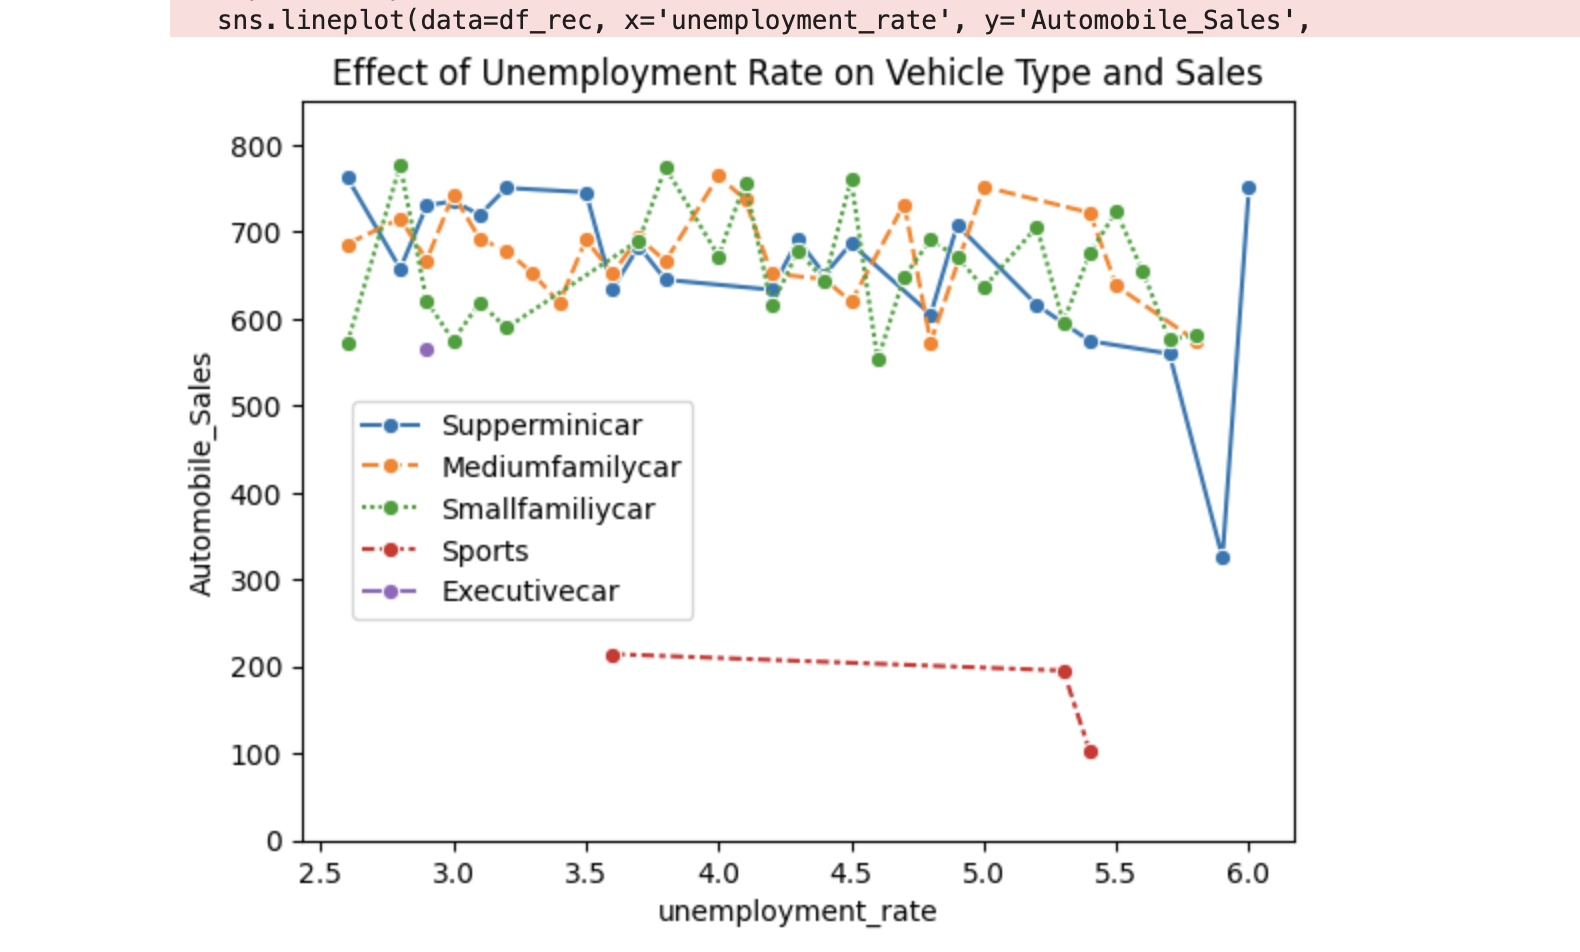 sns.lineplot(data=df_rec, x='unemployment_rate', y='Automobile_Sales',
Effect of Unemployment Rate on Vehicle Type and Sales
Automobile_Sales
800
700
600
500
400
300
200
100
0
Supperminicar
Mediumfamilycar
Smallfamiliycar
Sports
Executivecar
2.5 3.0 3.5 4.0 4.5 5.0 5.5 6.0
unemployment_rate